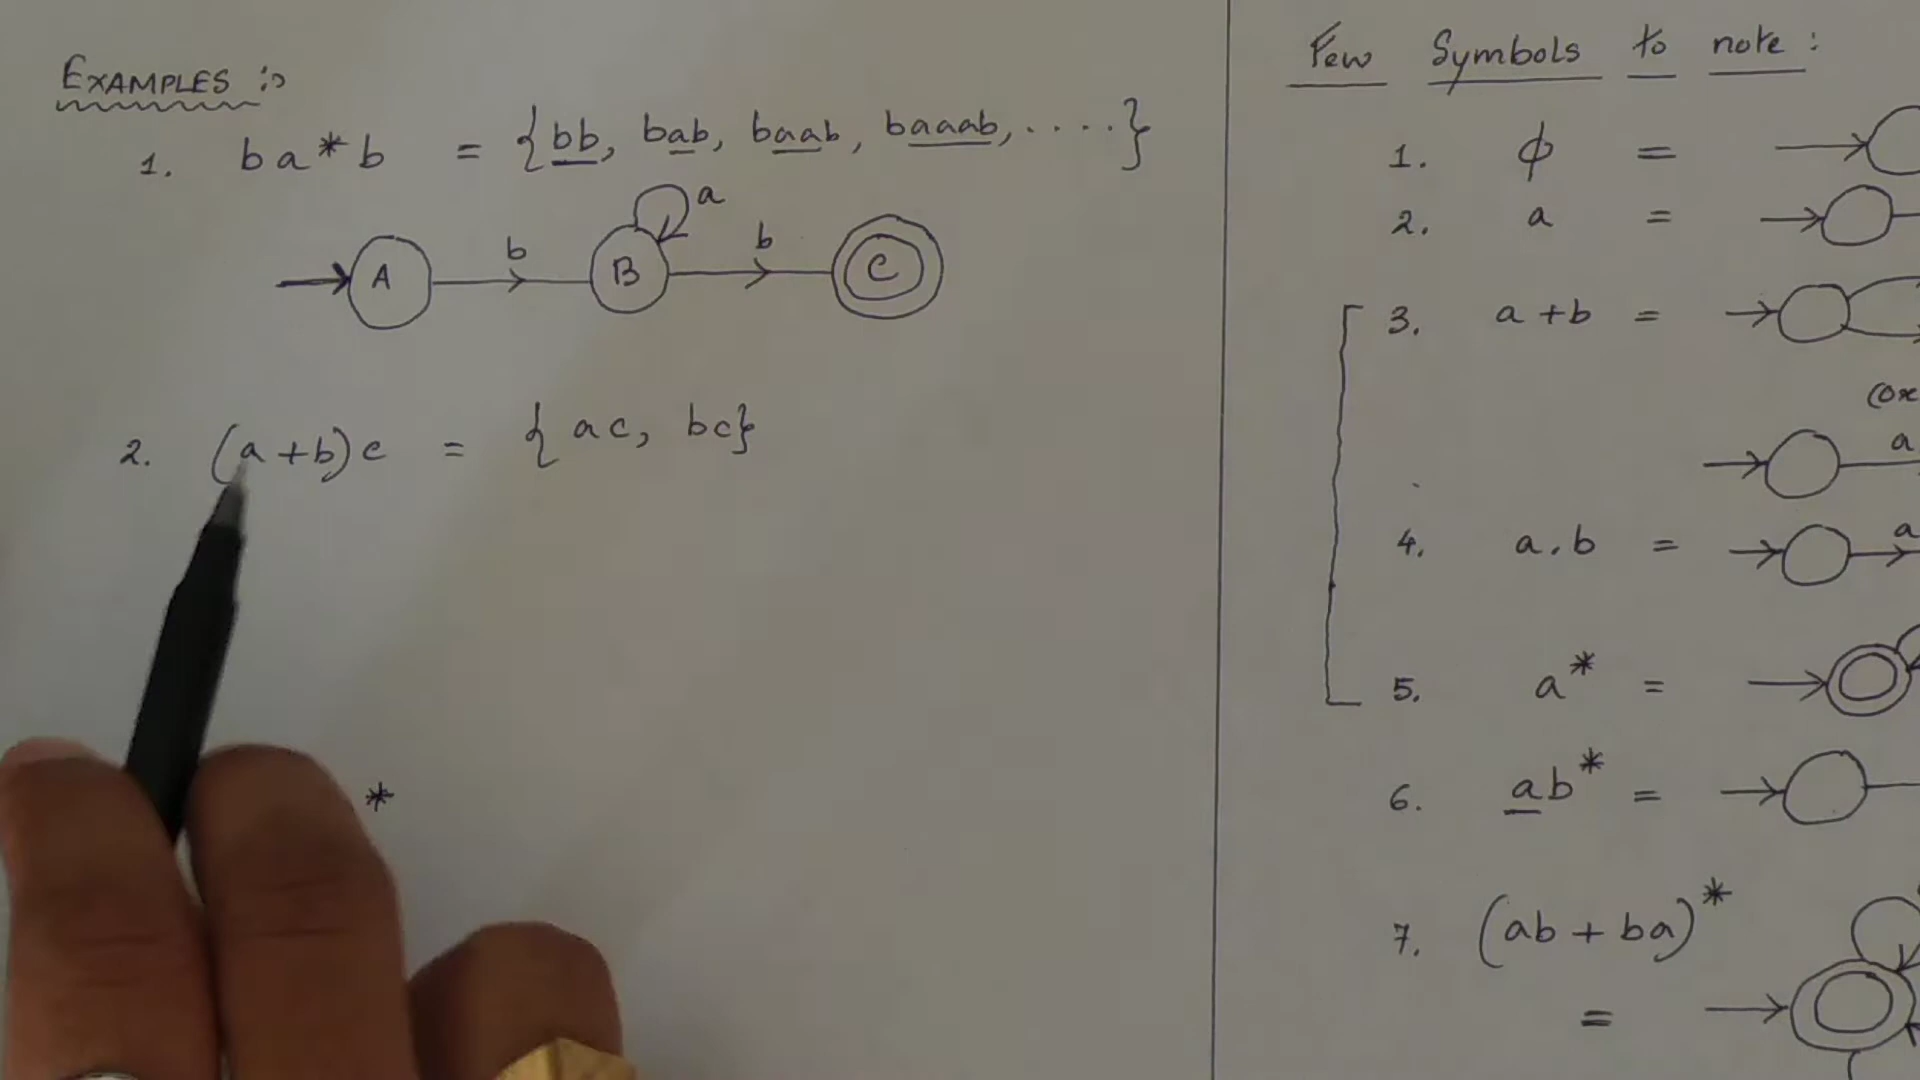 EXAMPLES :
1. ba*b = {bb, bab, baab, baaab, ....}
a
b b
A B C
2. (a+b)c = {ac, bc}
*
Few Symbols to note :
1. ϕ =
2. a =
3. a+b =
(or
a
4. a.b =
a
5. a* =
6. ab* =
7. (ab + ba)*
=